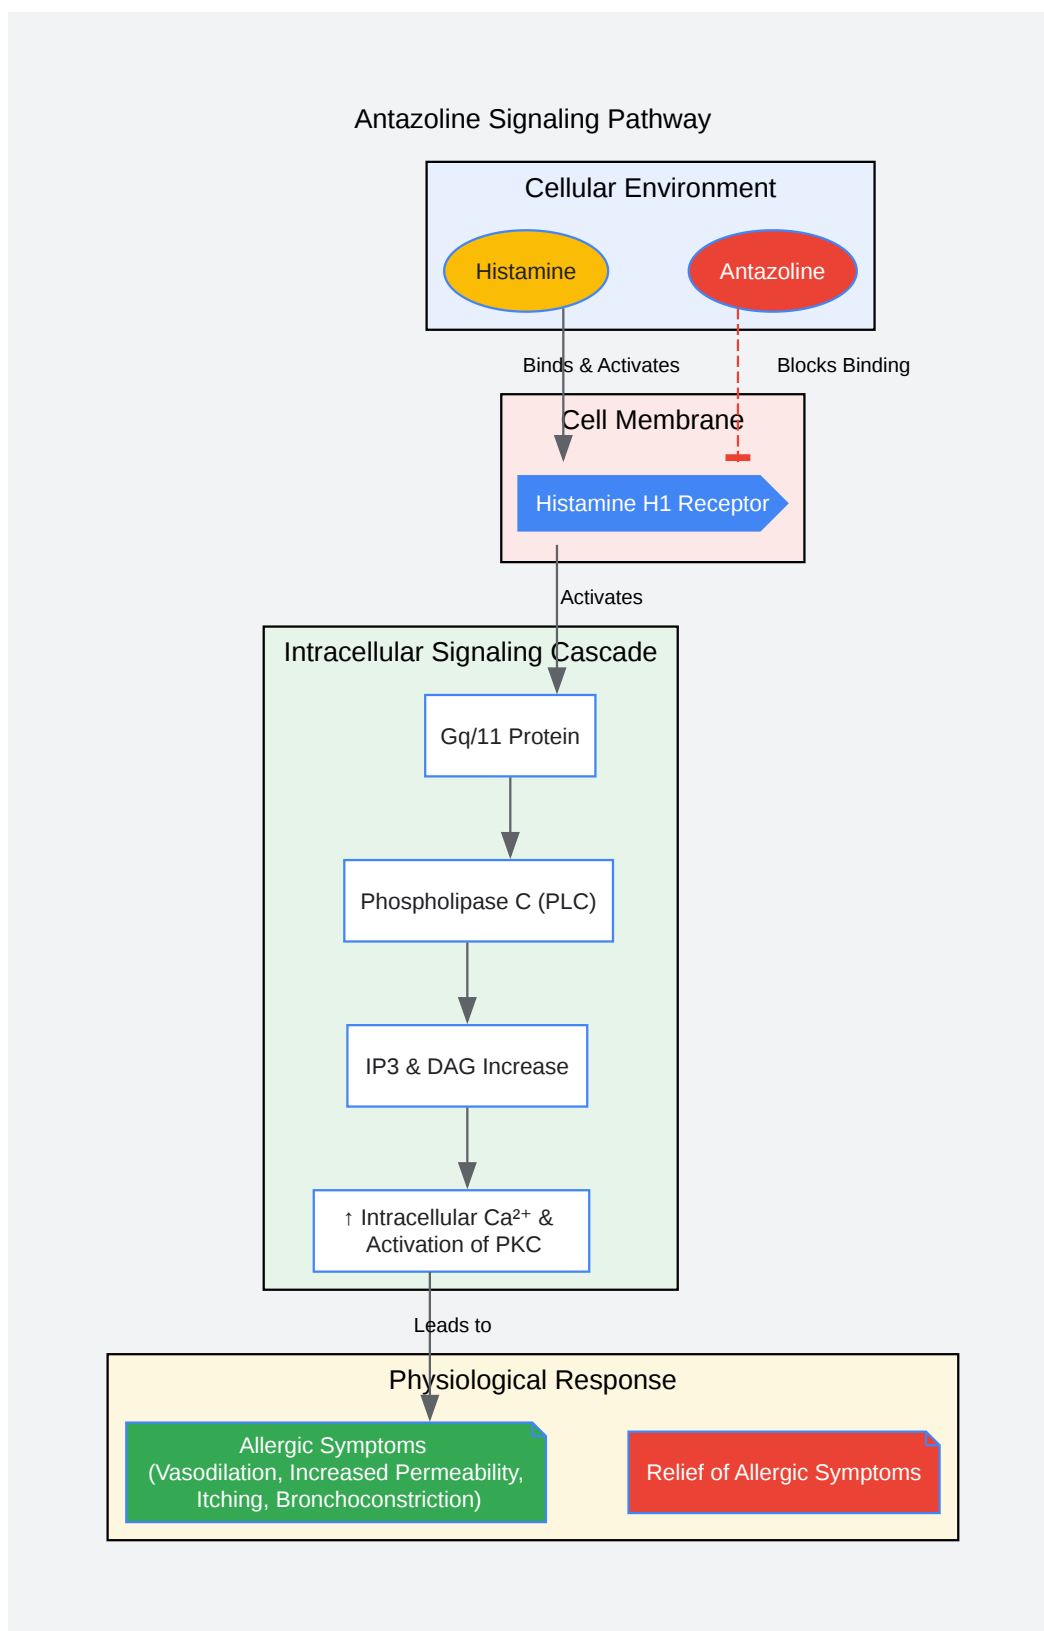 Antazoline Signaling Pathway
Cellular Environment
Histamine
Antazoline
Binds & Activates
Blocks Binding
Cell Membrane
Histamine H1 Receptor
Activates
Intracellular Signaling Cascade
Gq/11 Protein
Phospholipase C (PLC)
IP3 & DAG Increase
↑ Intracellular Ca²⁺ &
Activation of PKC
Leads to
Physiological Response
Allergic Symptoms
(Vasodilation, Increased Permeability,
Itching, Bronchoconstriction)
Relief of Allergic Symptoms